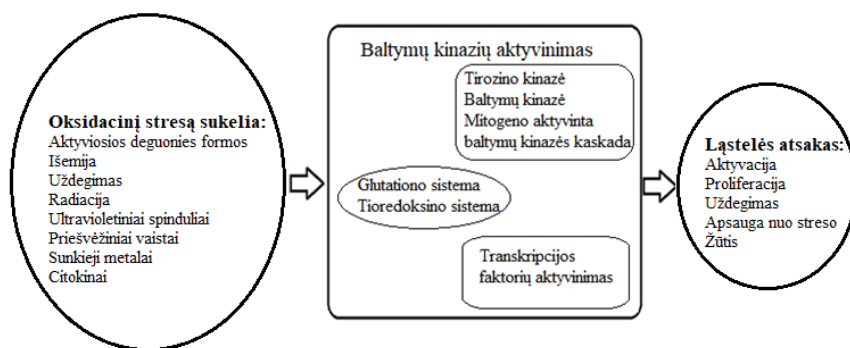 Oksidacinį stresą sukelia:
Aktyviosios deguonies formos
Išemija
Uždegimas
Radiacija
Ultravioletiniai spinduliai
Priešvėžiniai vaistai
Sunkieji metalai
Citokinai
Baltymų kinazių aktyvinimas
Tirozino kinazė
Baltymų kinazė
Mitogeno aktyvinta
baltymų kinazės kaskada
Glutationo sistema
Tioredoksino sistema
Transkripcijos
faktorių aktyvinimas
Ląstelės atsakas:
Aktyvacija
Proliferacija
Uždegimas
Apsauga nuo streso
Žūtis